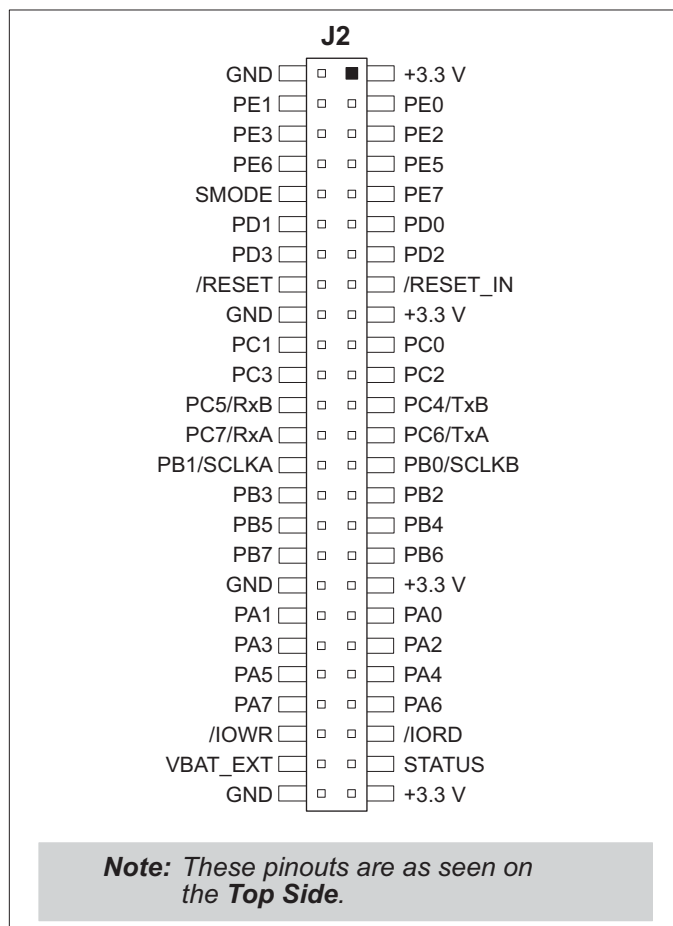 J2
GND +3.3 V
PE1 PE0
PE3 PE2
PE6 PE5
SMODE PE7
PD1 PD0
PD3 PD2
/RESET /RESET_IN
GND +3.3 V
PC1 PC0
PC3 PC2
PC5/RxB PC4/TxB
PC7/RxA PC6/TxA
PB1/SCLKA PB0/SCLKB
PB3 PB2
PB5 PB4
PB7 PB6
GND +3.3 V
PA1 PA0
PA3 PA2
PA5 PA4
PA7 PA6
/IOWR /IORD
VBAT_EXT STATUS
GND +3.3 V
Note: These pinouts are as seen on
the Top Side.